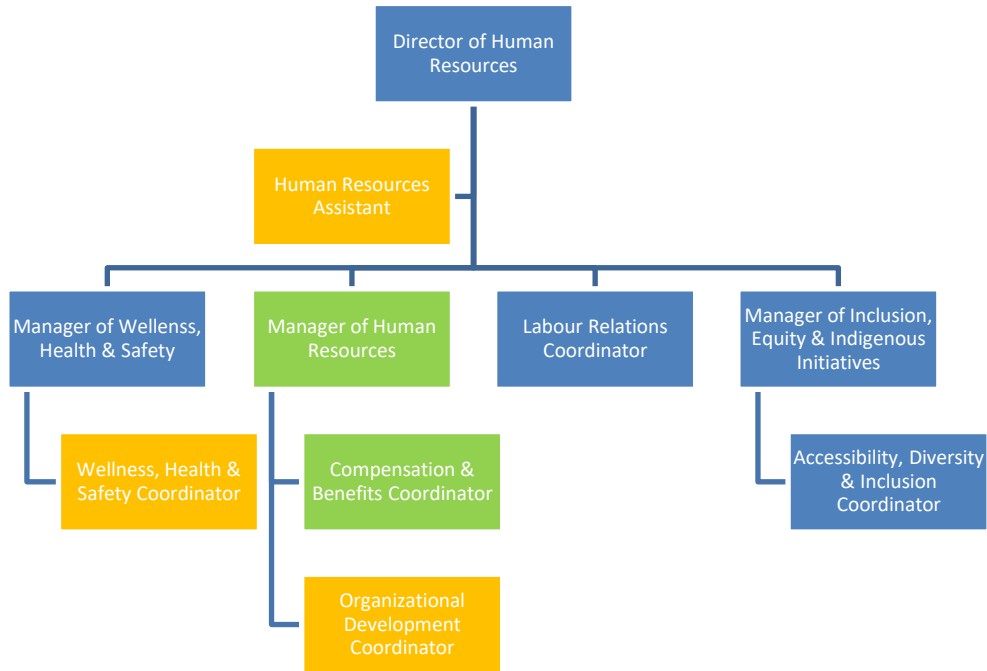 Director of Human
Resources
Human Resources
Assistant
Manager of Wellenss,
Health & Safety
Manager of Human
Resources
Labour Relations
Coordinator
Manager of Inclusion,
Equity & Indigenous
Initiatives
Wellness, Health &
Safety Coordinator
Compensation &
Benefits Coordinator
Accessibility, Diversity
& Inclusion
Coordinator
Organizational
Development
Coordinator